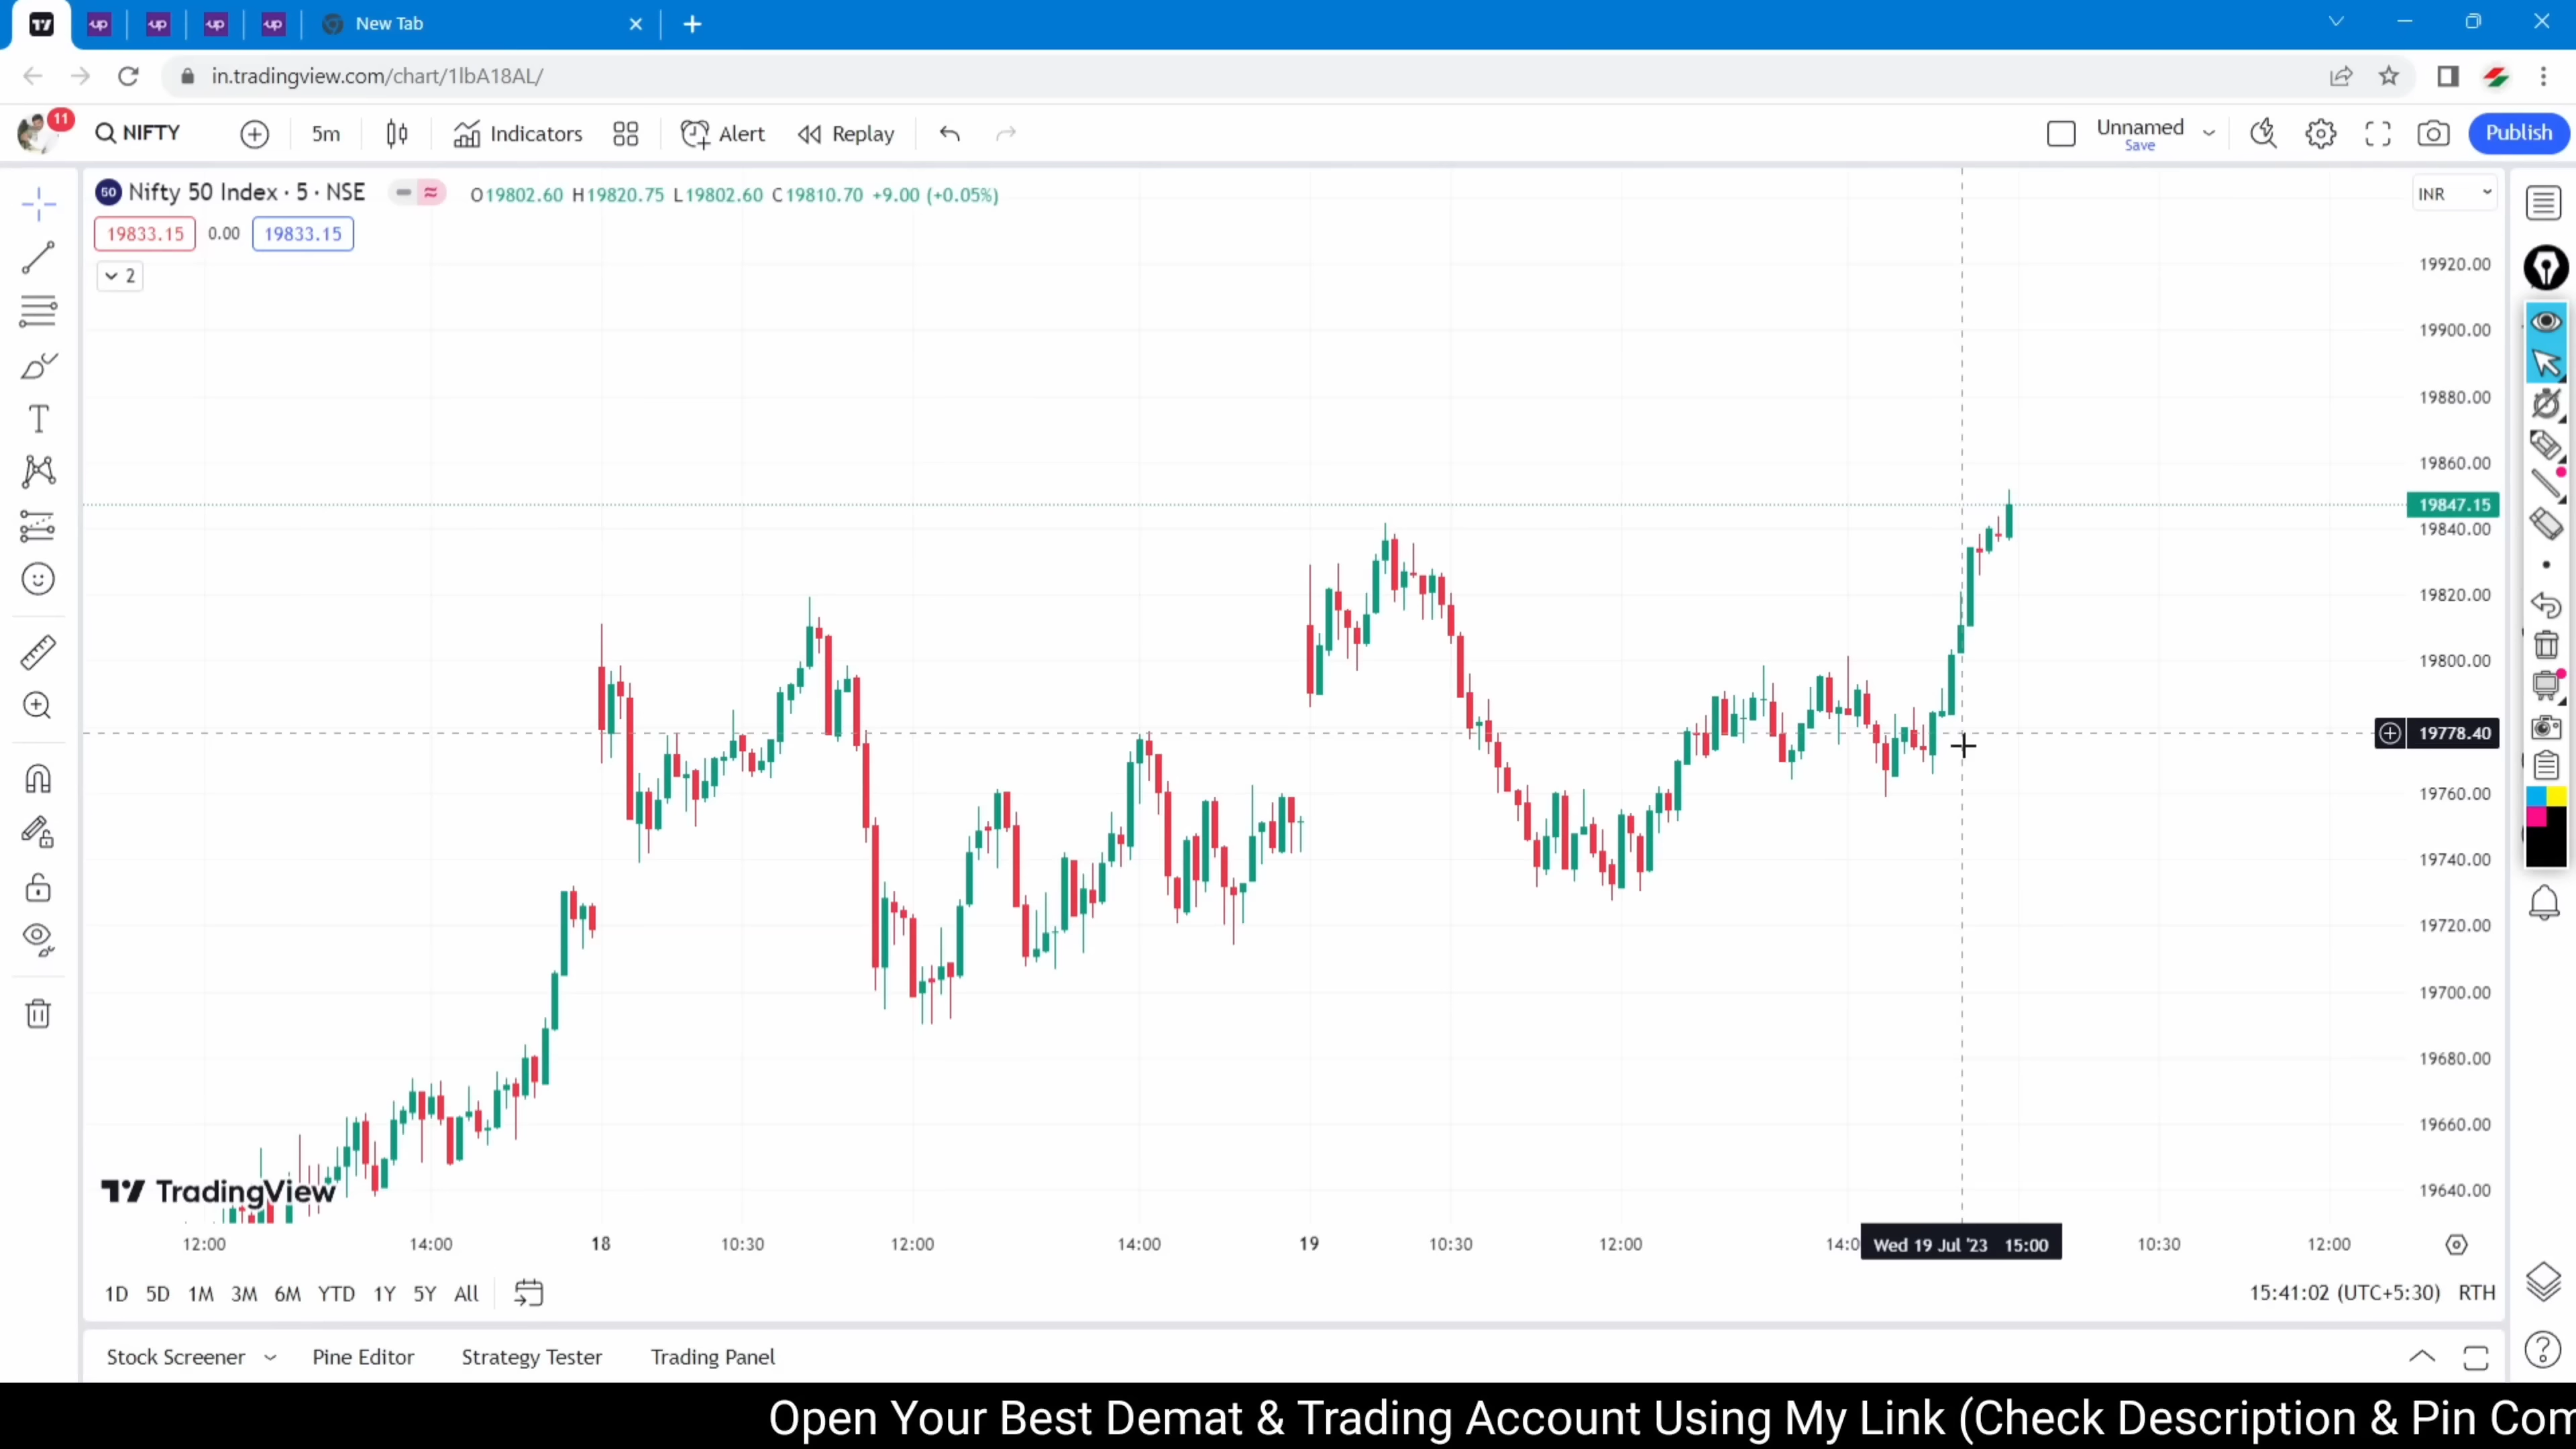 up
up
up
up
New Tab
in.tradingview.com/chart/1lbA18AL/
11
NIFTY
5m
Indicators
Alert
Replay
Unnamed
Save
Publish
50
Nifty 50 Index · 5 · NSE
O19802.60 H19820.75 L19802.60 C19810.70 +9.00 (+0.05%)
INR
19833.15 0.00 19833.15
2
19920.00
19900.00
19880.00
19860.00
19847.15
19840.00
19820.00
19800.00
19778.40
19760.00
19740.00
19720.00
19700.00
19680.00
19660.00
19640.00
TradingView
12:00 14:00 18 10:30 12:00 14:00 19 10:30 12:00 14:0 Wed 19 Jul '23 15:00 10:30 12:00
1D 5D 1M 3M 6M YTD 1Y 5Y All
15:41:02 (UTC+5:30) RTH
Stock Screener Pine Editor Strategy Tester Trading Panel
Open Your Best Demat & Trading Account Using My Link (Check Description & Pin Com